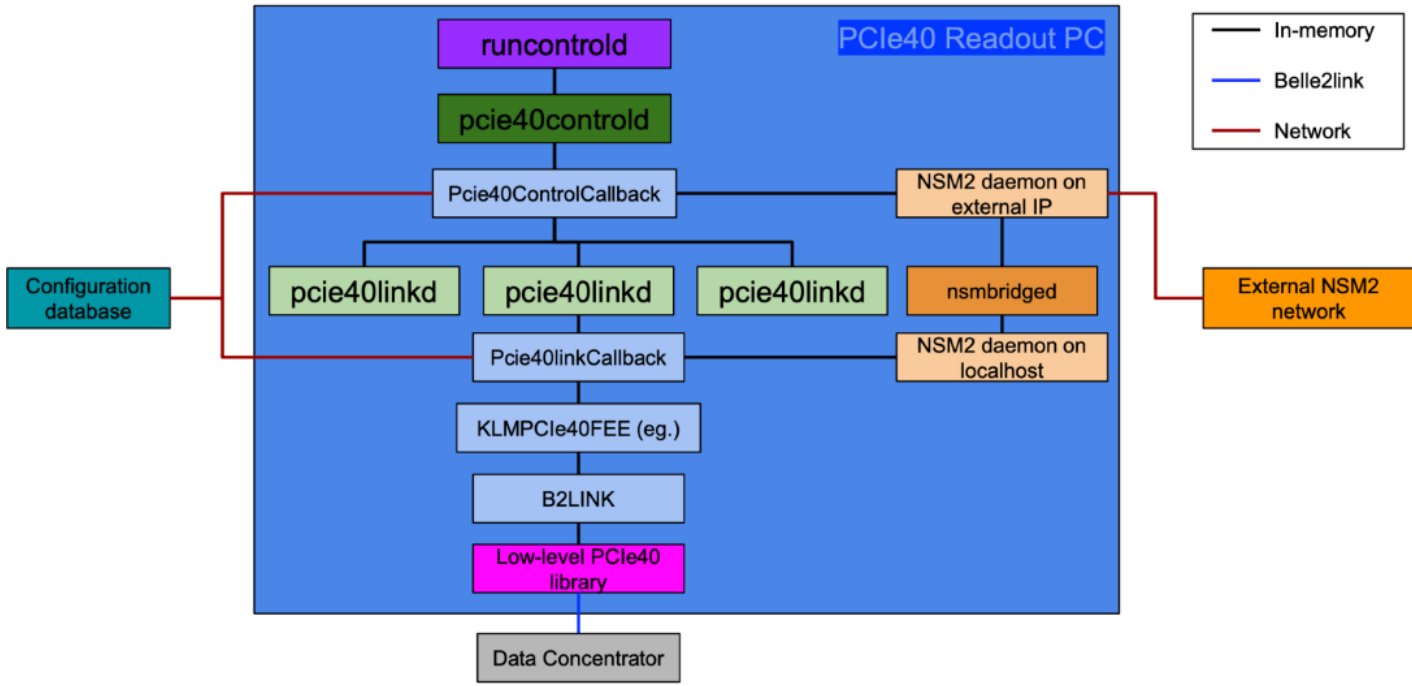 runcontrold
PCIe40 Readout PC
In-memory
Belle2link
Network
pcie40controld
Pcie40ControlCallback
NSM2 daemon on
external IP
pcie40linkd
pcie40linkd
pcie40linkd
nsmbridged
Configuration
database
External NSM2
network
Pcie40linkCallback
NSM2 daemon on
localhost
KLMPCIe40FEE (eg.)
B2LINK
Low-level PCIe40
library
Data Concentrator